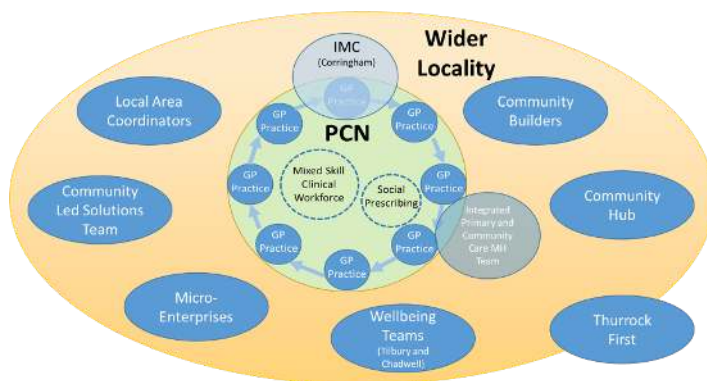 IMC
(Corringham)
Wider
Locality
Local Area
Coordinators
Community
Builders
GP
Practice
GP
Practice
GP
Practice
PCN
GP
Practice
GP
Practice
Mixed Skill
Clinical
Workforce
Social
Prescribing
Community
Led Solutions
Team
Community
Hub
Integrated
Primary and
Community
Care MH
Team
GP
Practice
GP
Practice
GP
Practice
Micro-
Enterprises
Wellbeing
Teams
(Tilbury and
Chadwell)
Thurrock
First